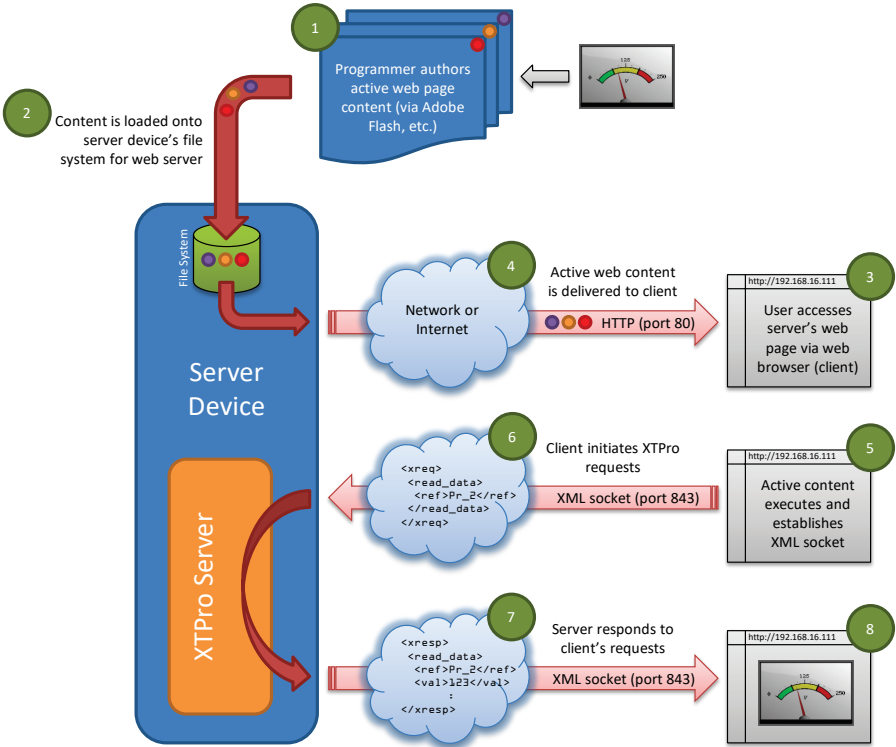 1
Programmer authors
active web page
content (via Adobe
Flash, etc.)
0
125
250
V
2
Content is loaded onto
server device's file
system for web server
File System
Server
Device
XTPro Server
Network or
Internet
4
Active web content
is delivered to client
HTTP (port 80)
3
http://192.168.16.111
User accesses
server's web
page via web
browser (client)
6
<xreq>
<read_data>
<ref>Pr_2</ref>
</read_data>
</xreq>
Client initiates XTPro
requests
XML socket (port 843)
5
http://192.168.16.111
Active content
executes and
establishes
XML socket
7
<xresp>
<read_data>
<ref>Pr_2</ref>
<val>123</val>
:
</xresp>
Server responds to
client's requests
XML socket (port 843)
8
http://192.168.16.111
0
125
250
V